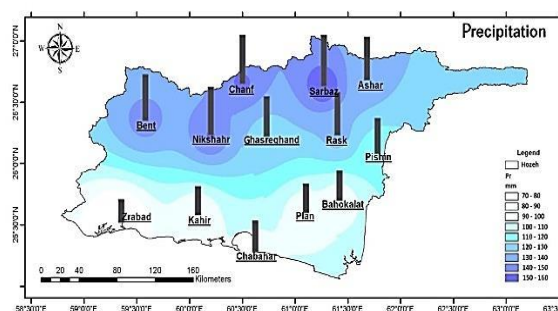 Precipitation
N
W E
S
27°0'0"
26°30'0"
26°0'0"
25°30'0"
Chanf
Sarbaz
Ashar
Bent
Nikshahr
Ghasreghand
Rask
Pishin
Zrabad
Kahir
Plan
Bahokalat
Chabahar
Legend
Hozeh
Pr
mm
70 - 80
80 - 90
90 - 100
100 - 110
110 - 120
120 - 130
130 - 140
140 - 150
150 - 160
0 10 20 40 60 80 120 160
Kilometers
58°30'0"E 59°0'0"E 59°30'0"E 60°0'0"E 60°30'0"E 61°0'0"E 61°30'0"E 62°0'0"E 62°30'0"E 63°0'0"E